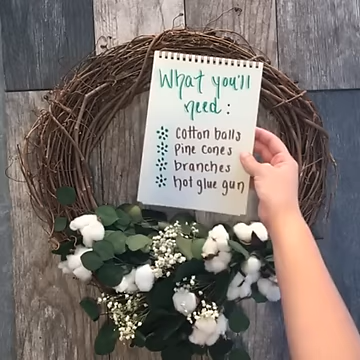 What you'll
need:
cotton balls
pine cones
branches
hot glue gun